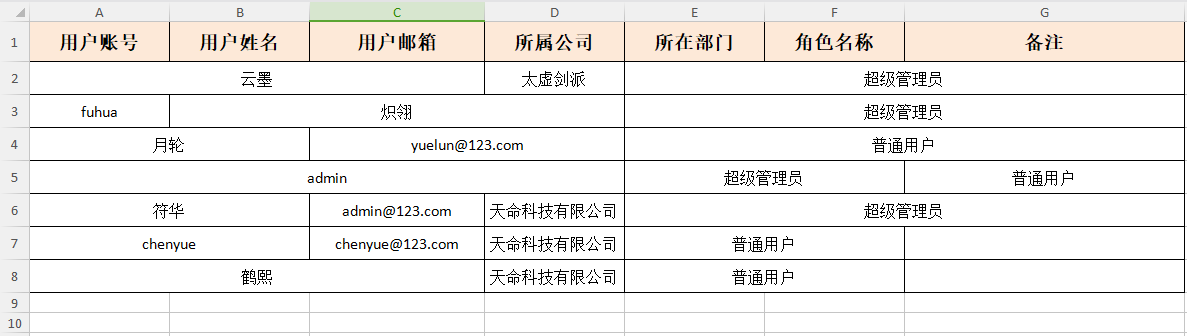 A B C D E F G
1 用户账号 用户姓名 用户邮箱 所属公司 所在部门 角色名称 备注
2 云墨 太虚剑派 超级管理员
3 fuhua 炽翎 超级管理员
4 月轮 yuelun@123.com 普通用户
5 admin 超级管理员 普通用户
6 符华 admin@123.com 天命科技有限公司 超级管理员
7 chenyue chenyue@123.com 天命科技有限公司 普通用户
8 鹤熙 天命科技有限公司 普通用户
9
10